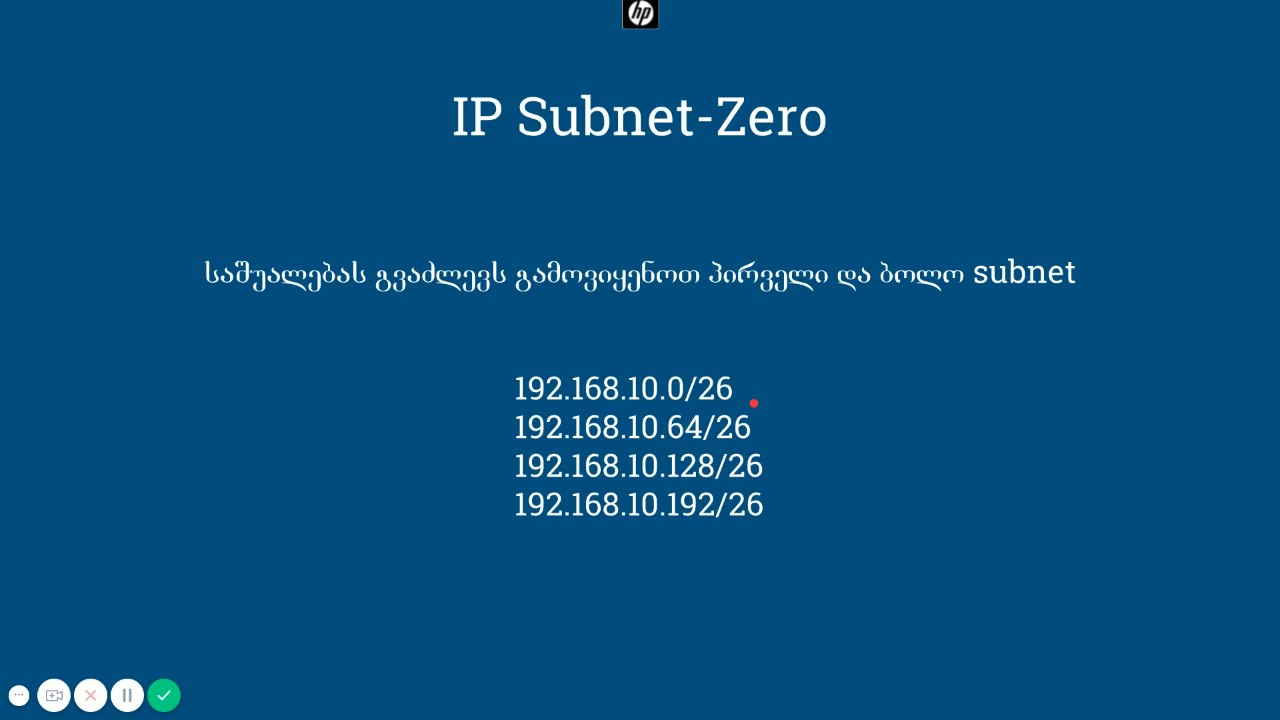 hp
IP Subnet-Zero
საშუალებას გვაძლევს გამოვიყენოთ პირველი და ბოლო subnet
192.168.10.0/26
192.168.10.64/26
192.168.10.128/26
192.168.10.192/26